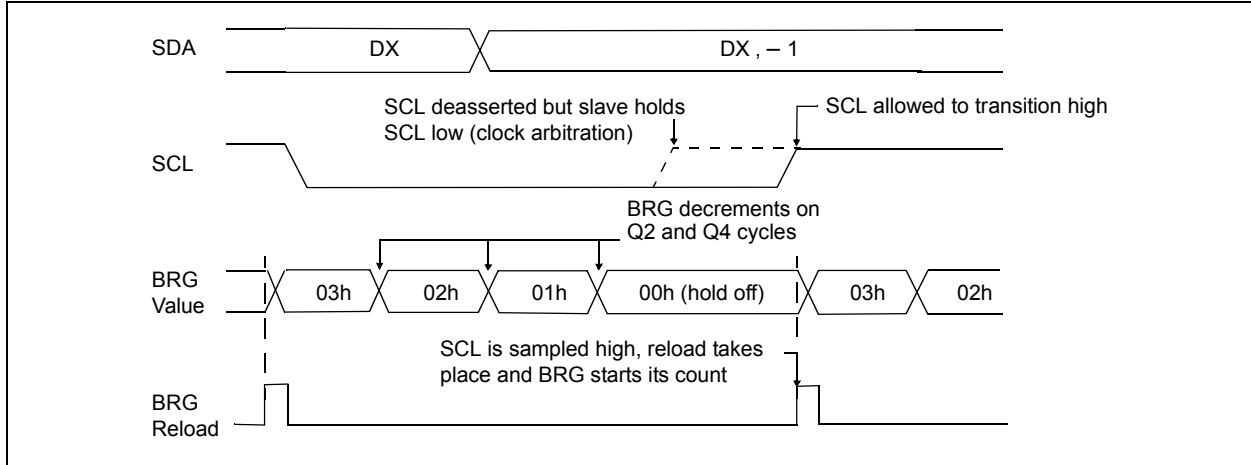 SDA
DX
DX , – 1
SCL deasserted but slave holds
SCL low (clock arbitration)
SCL allowed to transition high
SCL
BRG decrements on
Q2 and Q4 cycles
BRG
Value
03h
02h
01h
00h (hold off)
03h
02h
SCL is sampled high, reload takes
place and BRG starts its count
BRG
Reload